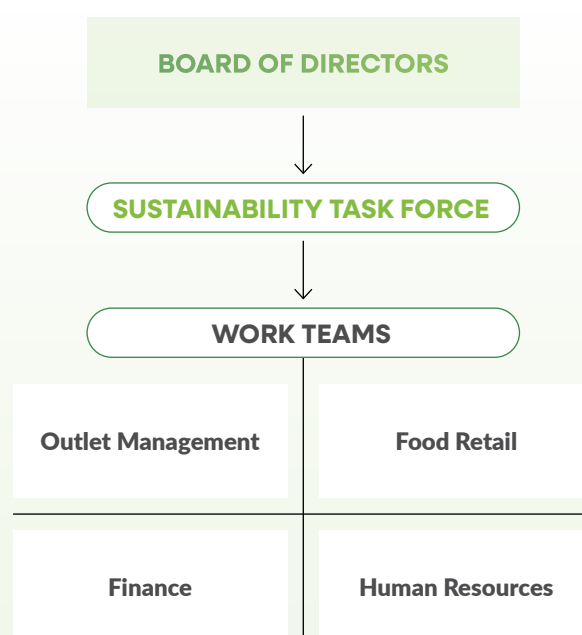 BOARD OF DIRECTORS
SUSTAINABILITY TASK FORCE
WORK TEAMS
Outlet Management
Food Retail
Finance
Human Resources